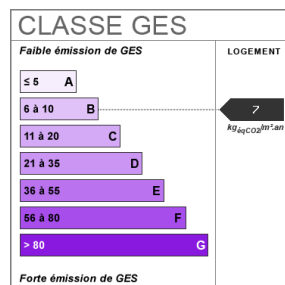 CLASSE GES
Faible émission de GES
LOGEMENT
≤ 5 A
6 à 10 B
7
kgéqCO2/m².an
11 à 20 C
21 à 35 D
36 à 55 E
56 à 80 F
> 80 G
Forte émission de GES